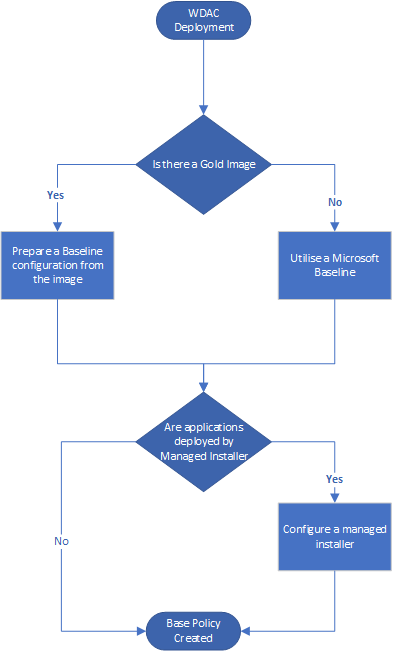 WDAC
Deployment
Is there a Gold Image
Yes
No
Prepare a Baseline
configuration from
the image
Utilise a Microsoft
Baseline
Are applications
deployed by
Managed Installer
Yes
No
Configure a managed
installer
Base Policy
Created